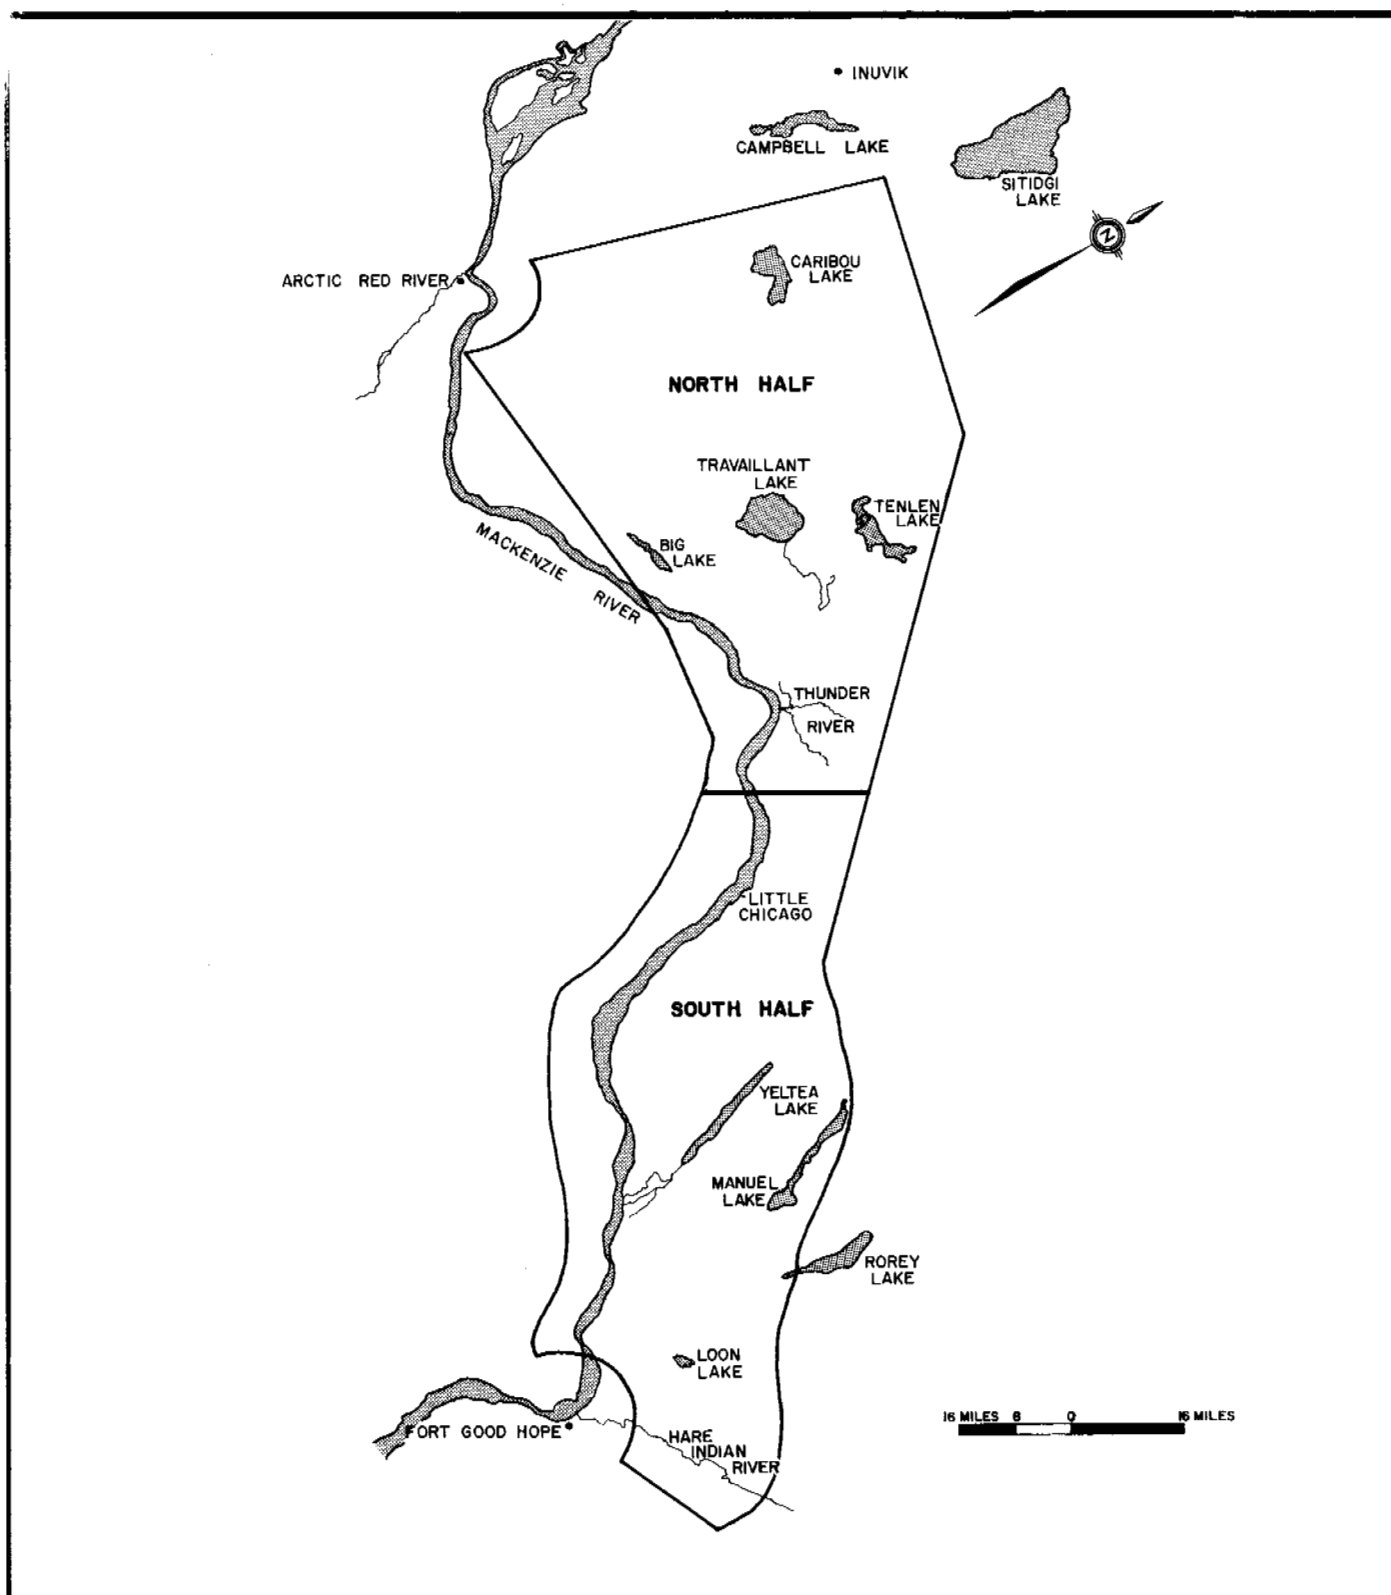 INUVIK
CAMPBELL LAKE
SITIDGI
LAKE
N
ARCTIC RED RIVER
CARIBOU
LAKE
NORTH HALF
TRAVAILLANT
LAKE
TENLEN
LAKE
BIG
LAKE
MACKENZIE
RIVER
THUNDER
RIVER
LITTLE
CHICAGO
SOUTH HALF
YELTEA
LAKE
MANUEL
LAKE
ROREY
LAKE
LOON
LAKE
16 MILES 8 0 16 MILES
FORT GOOD HOPE
HARE
INDIAN
RIVER